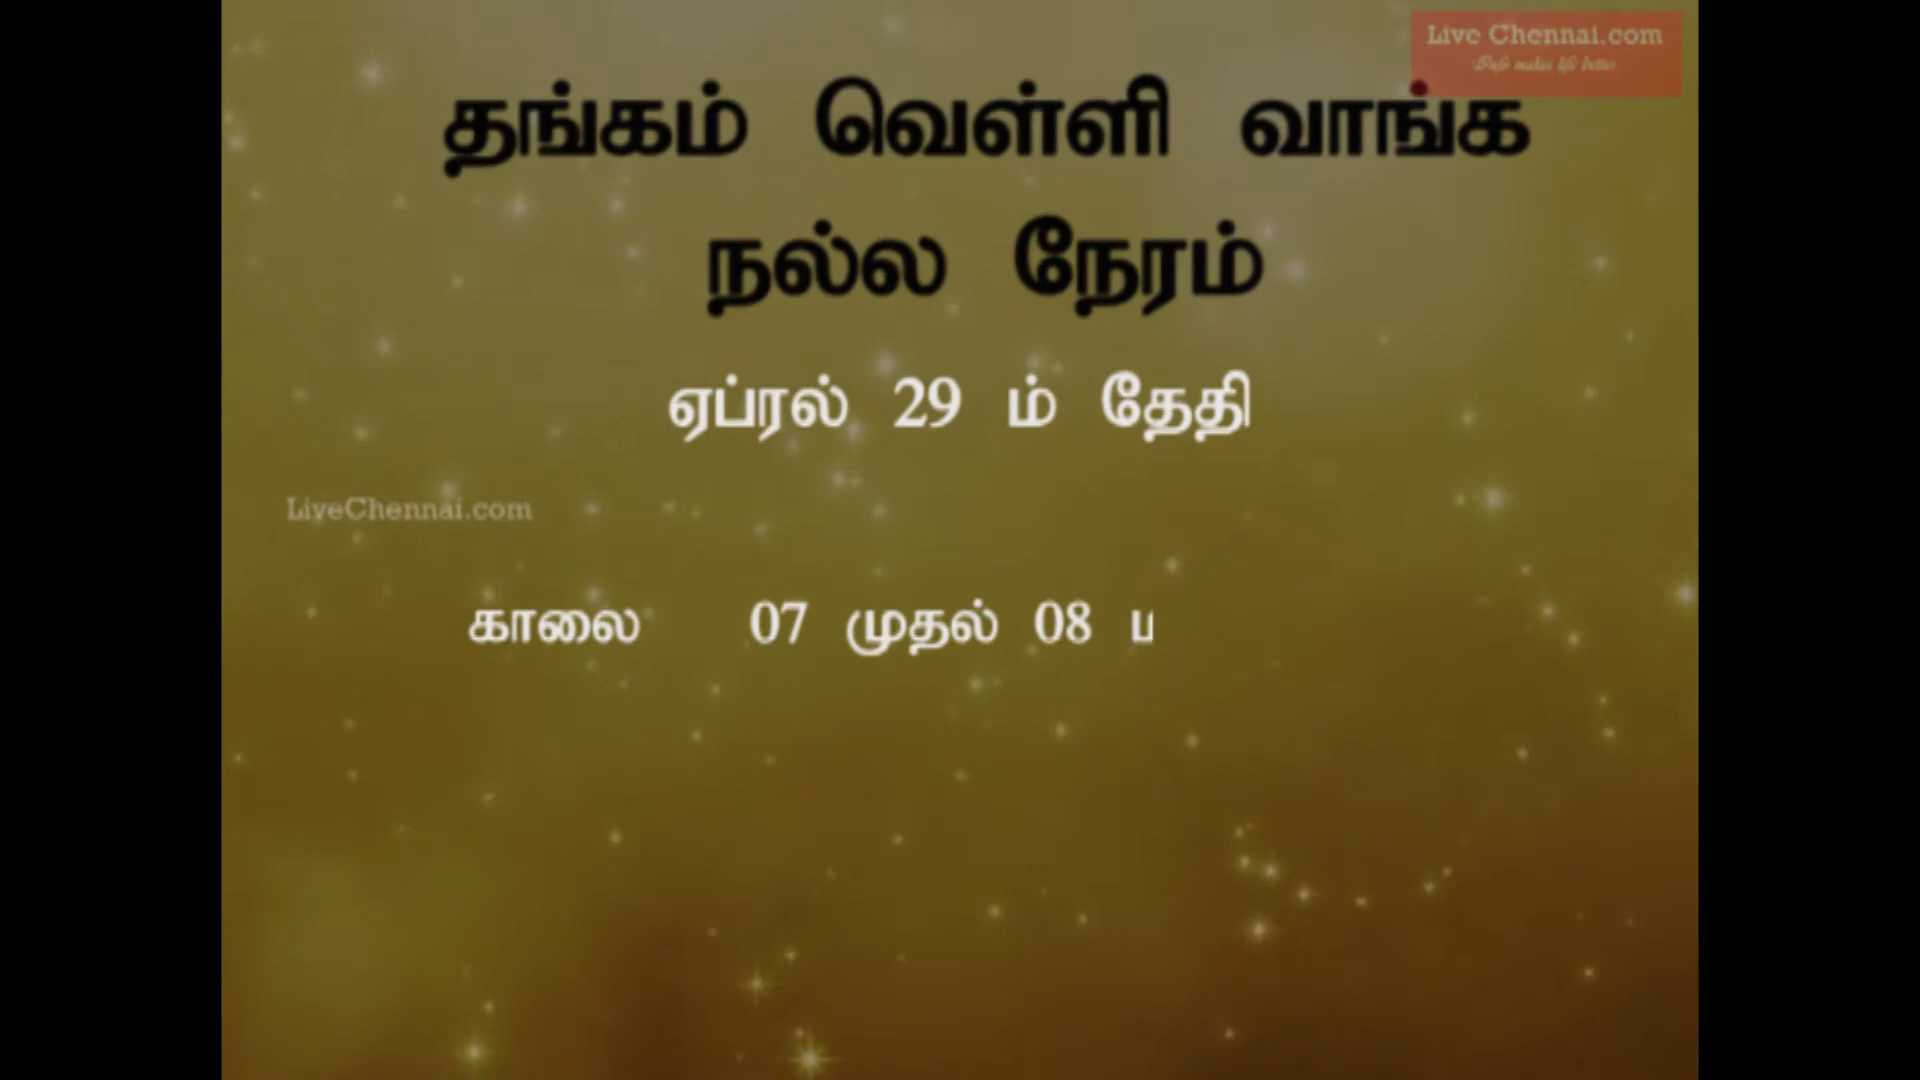 Live Chennai.com
தங்கம் வெள்ளி வாங்க
நல்ல நேரம்
ஏப்ரல் 29 ம் தேதி
LiveChennai.com
காலை 07 முதல் 08